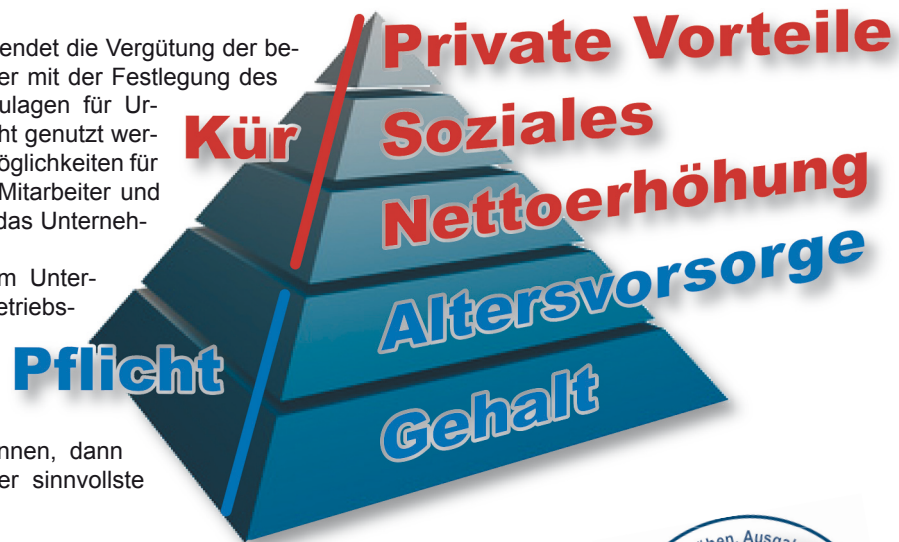 endet die Vergütung der be-
er mit der Festlegung des
ulagen für Ur-
ht genutzt wer-
öglichkeiten für
Mitarbeiter und
das Unterneh-
m Unter-
etriebs-
nnen, dann
er sinnvollste
Kür
Pflicht
Private Vorteile
Soziales
Nettoerhöhung
Altersvorsorge
Gehalt